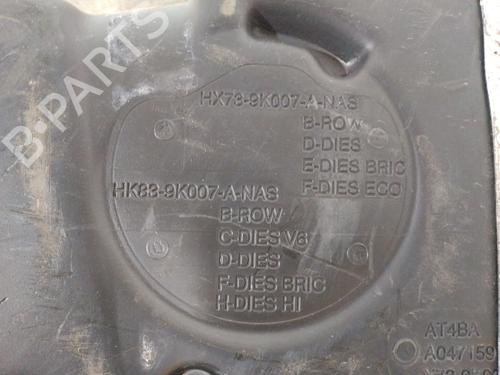 B-PARTS
HX73-9K007-A-NAS
B-ROW
D-DIES
E-DIES BRIC
F-DIES ECO
HK83-9K007-A-NAS
B-ROW
C-DIES V6
D-DIES
F-DIES BRIC
H-DIES HI
AT4BA
A047159